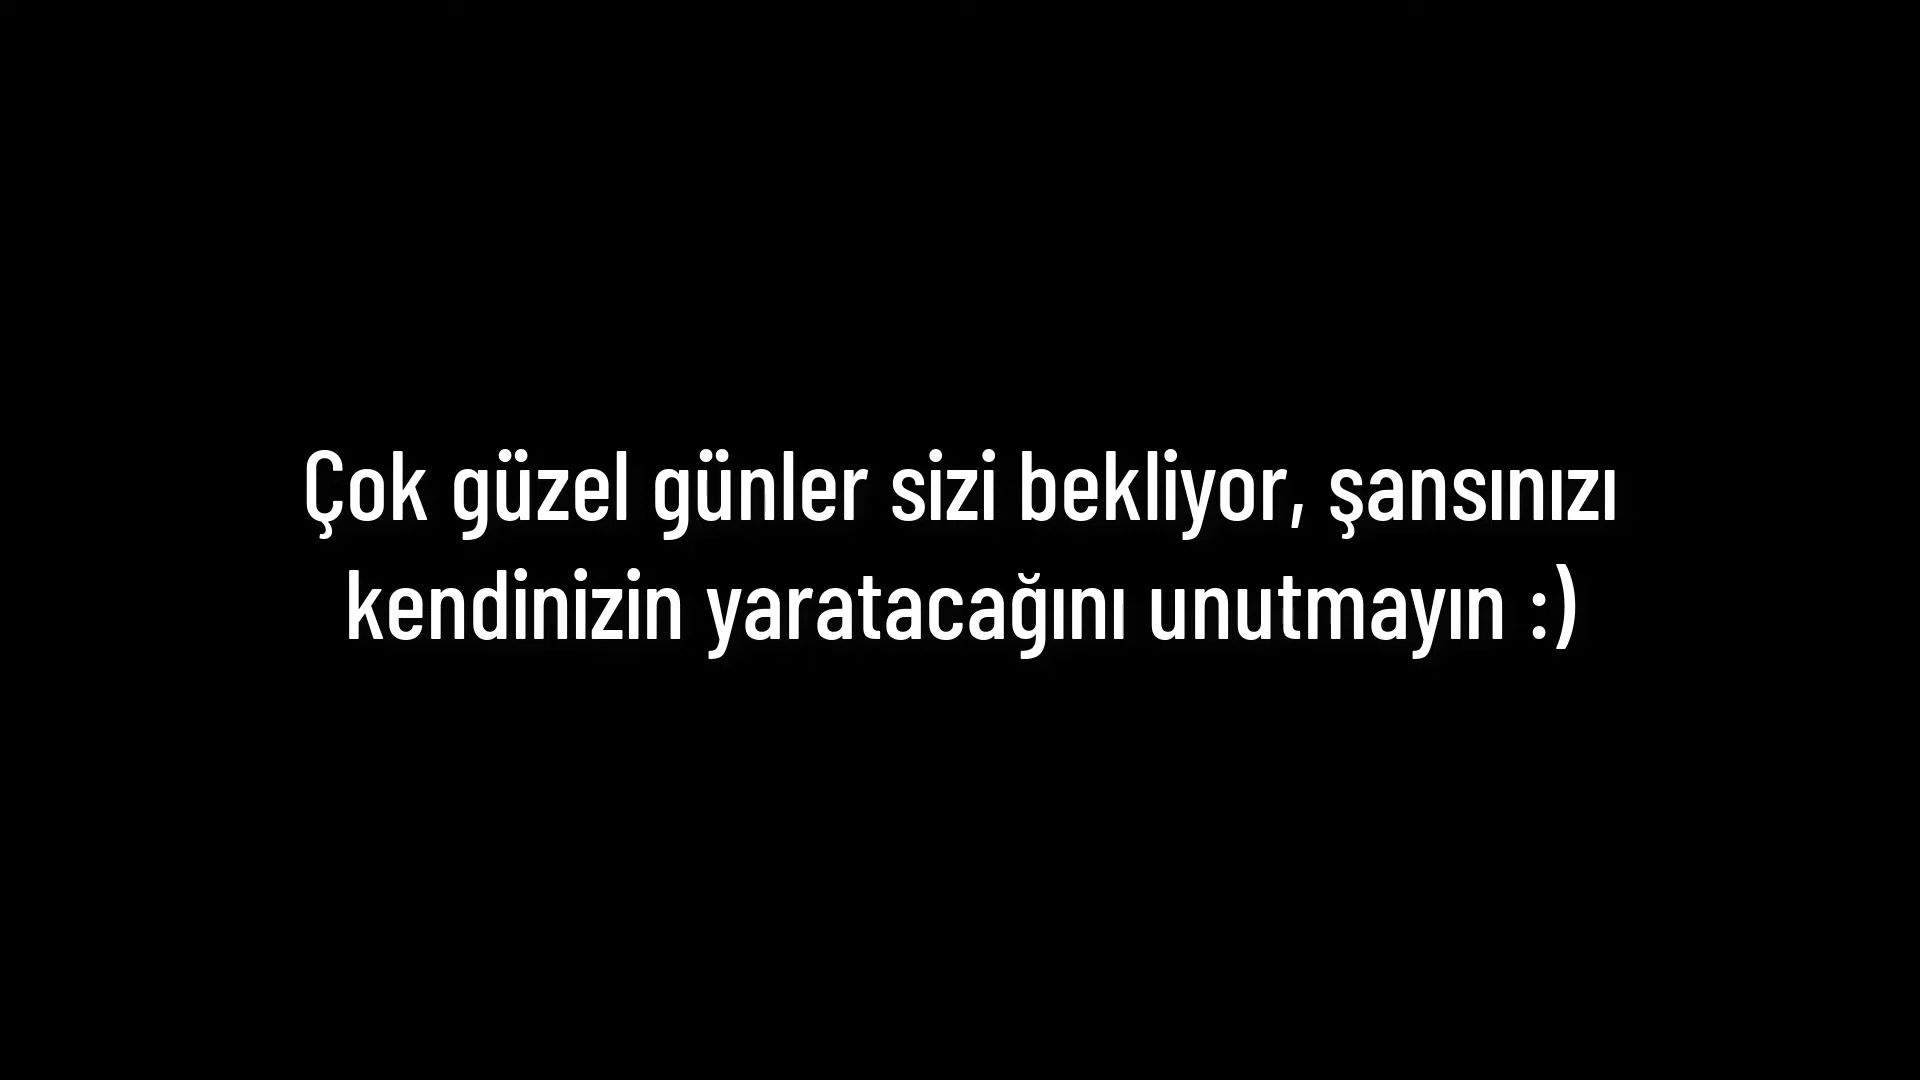 Çok güzel günler sizi bekliyor, şansınızı
kendinizin yaratacağını unutmayın :)